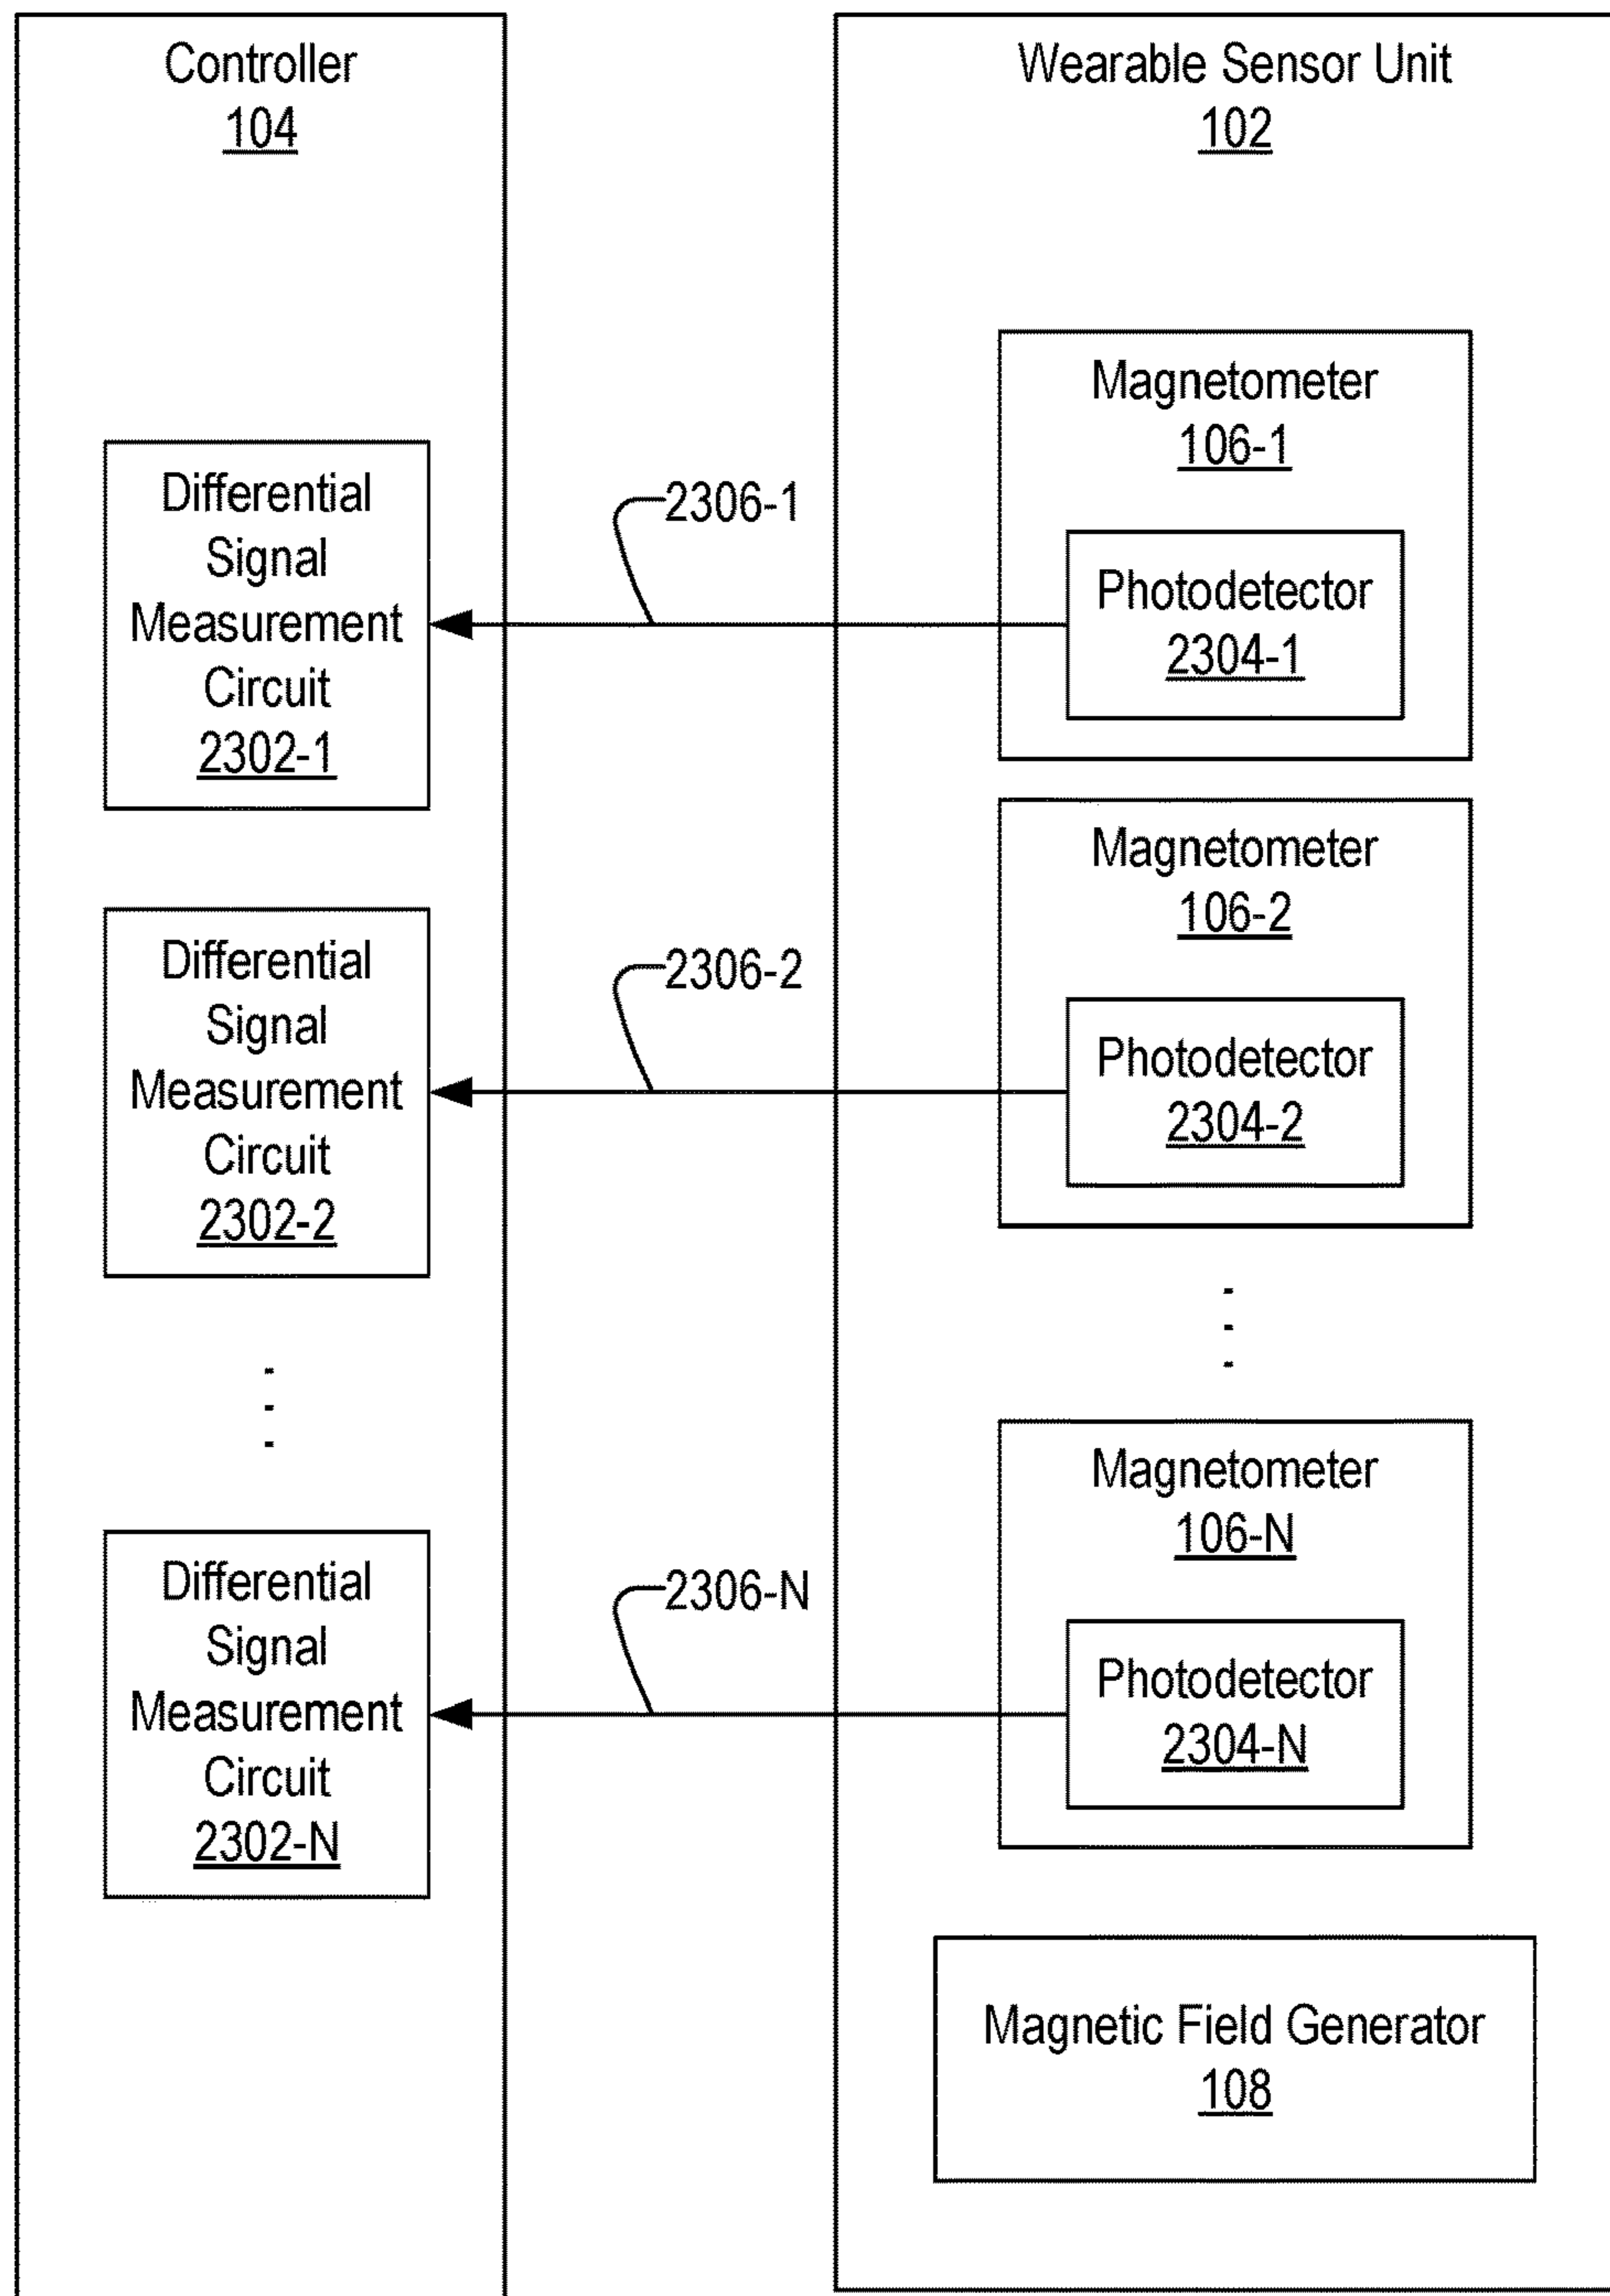 Controller
104
Wearable Sensor Unit
102
Differential
Signal
Measurement
Circuit
2302-1
2306-1
Magnetometer
106-1
Photodetector
2304-1
Differential
Signal
Measurement
Circuit
2302-2
2306-2
Magnetometer
106-2
Photodetector
2304-2
Differential
Signal
Measurement
Circuit
2302-N
2306-N
Magnetometer
106-N
Photodetector
2304-N
Magnetic Field Generator
108